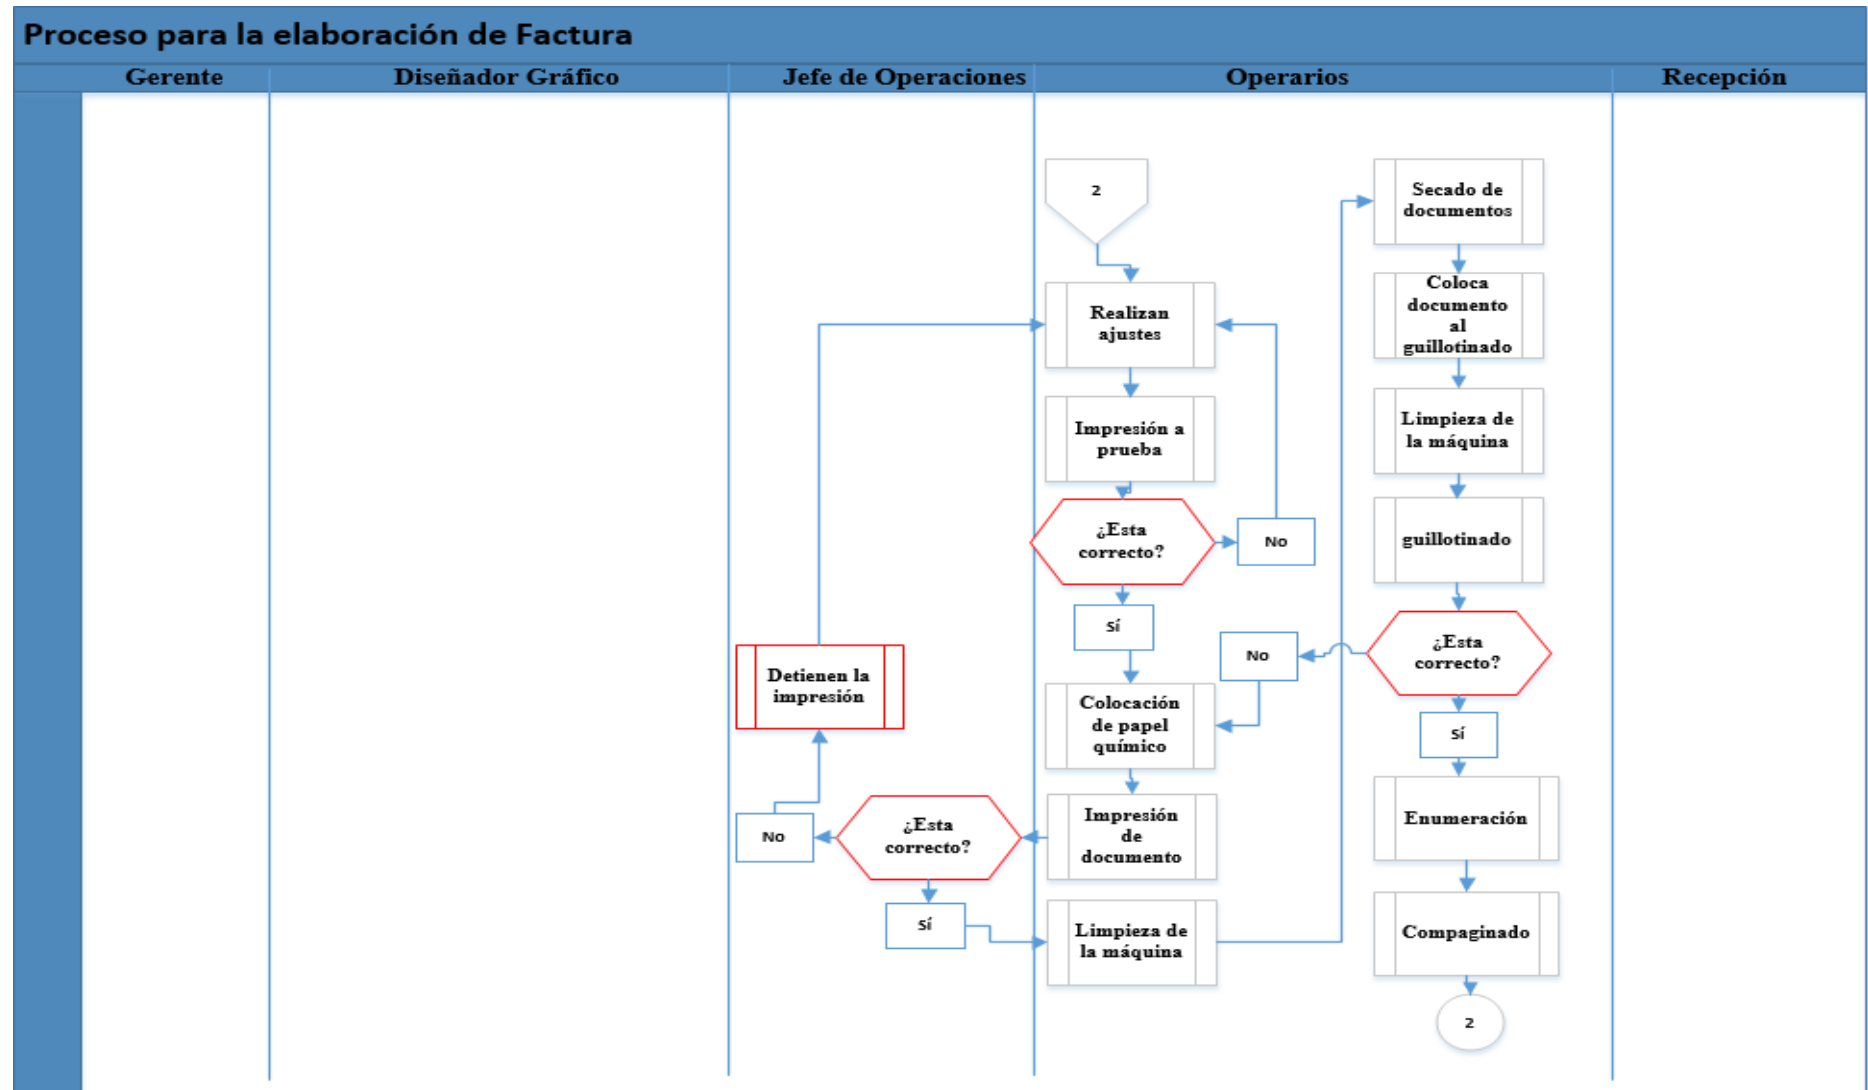 Proceso para la elaboración de Factura
Gerente
Diseñador Gráfico
Jefe de Operaciones
Operarios
Recepción
2
Realizan
ajustes
Impresión a
prueba
¿Esta
correcto?
No
Sí
Colocación
de papel
químico
Impresión
de
documento
¿Esta
correcto?
No
Detienen la
impresión
Sí
Limpieza de
la máquina
Secado de
documentos
Coloca
documento
al
guillotinado
Limpieza de
la máquina
guillotinado
¿Esta
correcto?
No
Sí
Enumeración
Compaginado
2